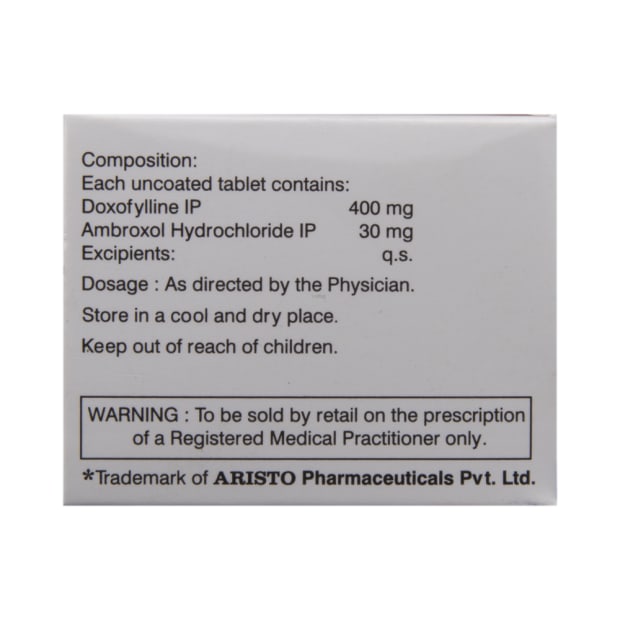 Composition:
Each uncoated tablet contains:
Doxofylline IP 400 mg
Ambroxol Hydrochloride IP 30 mg
Excipients: q.s.
Dosage : As directed by the Physician.
Store in a cool and dry place.
Keep out of reach of children.
WARNING : To be sold by retail on the prescription
of a Registered Medical Practitioner only.
*Trademark of ARISTO Pharmaceuticals Pvt. Ltd.